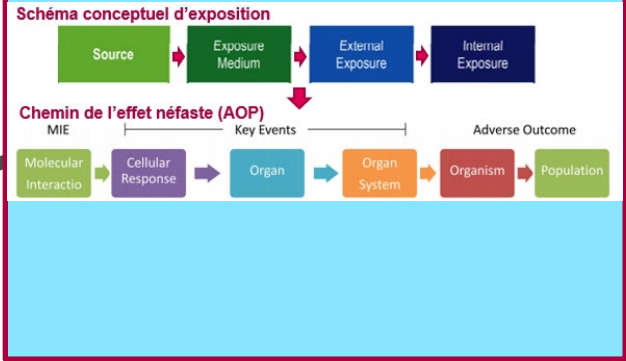 Schéma conceptuel d'exposition
Source
Exposure
Medium
External
Exposure
Internal
Exposure
Chemin de l'effet néfaste (AOP)
MIE
Key Events
Adverse Outcome
Molecular
Interactio
Cellular
Response
Organ
Organ
System
Organism
Population